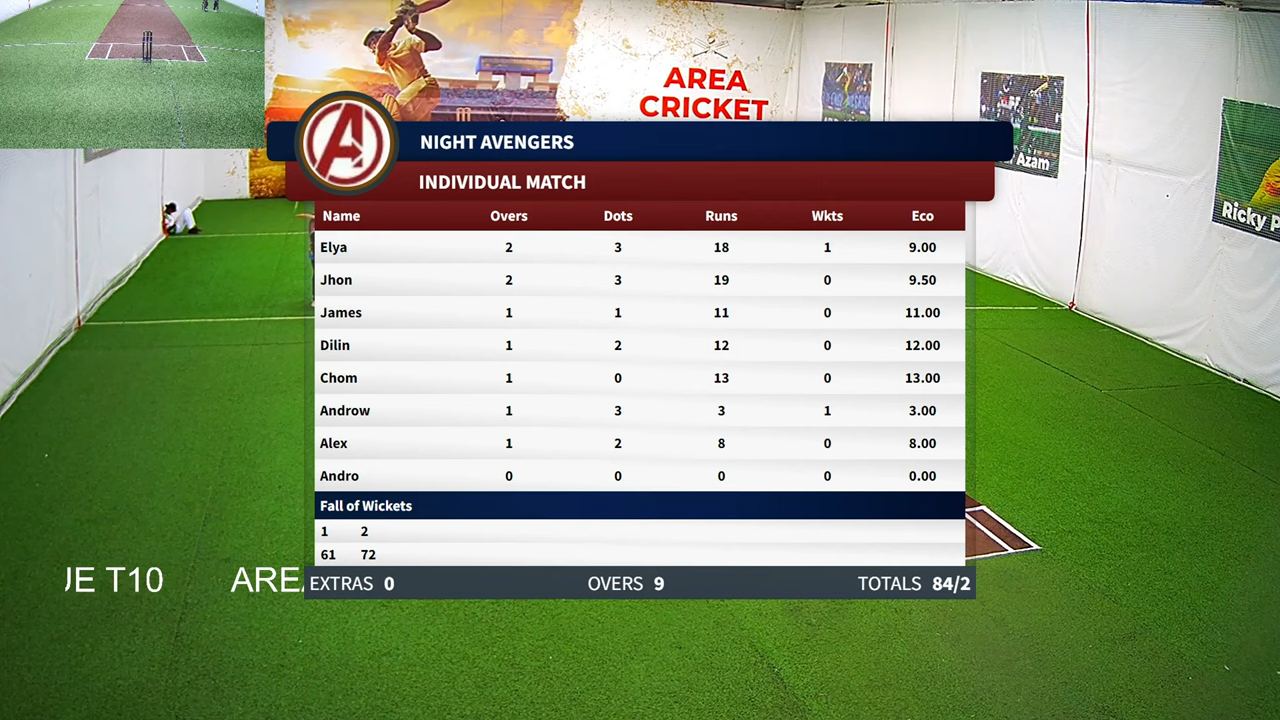 AREA
CRICKET
Azam
Ricky P
NIGHT AVENGERS
INDIVIDUAL MATCH
Name Overs Dots Runs Wkts Eco
Elya 2 3 18 1 9.00
Jhon 2 3 19 0 9.50
James 1 1 11 0 11.00
Dilin 1 2 12 0 12.00
Chom 1 0 13 0 13.00
Androw 1 3 3 1 3.00
Alex 1 2 8 0 8.00
Andro 0 0 0 0 0.00
Fall of Wickets
1 2
61 72
UE T10 ARE
EXTRAS 0 OVERS 9 TOTALS 84/2